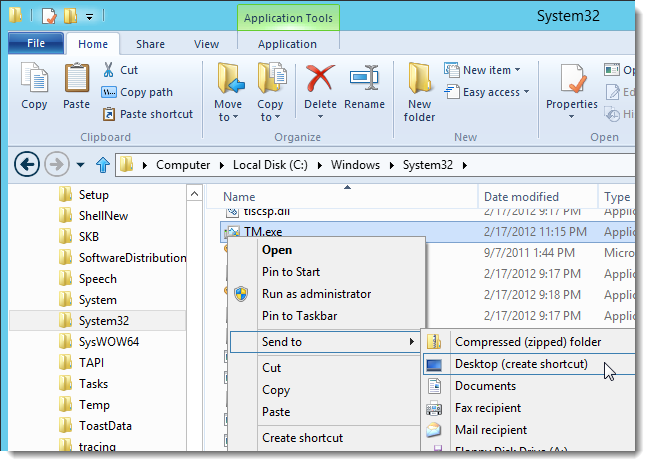 Application Tools
System32
File
Home
Share
View
Application
Copy
Paste
Cut
Copy path
Paste shortcut
Clipboard
Move to
Copy to
Delete
Rename
Organize
New folder
New item
Easy access
New
Properties
Open
Computer
Local Disk (C:)
Windows
System32
Setup
ShellNew
SKB
SoftwareDistribution
Speech
System
System32
SysWOW64
TAPI
Tasks
Temp
ToastData
tracing
Name
Date modified
Type
tlscsp.dll
2/17/2012 9:17 PM
Applic
TM.exe
2/17/2012 11:15 PM
Applic
9/7/2011 1:44 PM
Micro
2/17/2012 9:17 PM
Applic
2/17/2012 9:18 PM
Applic
2/17/2012 9:17 PM
Applic
Open
Pin to Start
Run as administrator
Pin to Taskbar
Send to
Cut
Copy
Paste
Create shortcut
Compressed (zipped) folder
Desktop (create shortcut)
Documents
Fax recipient
Mail recipient
Floppy Disk Drive (A:)